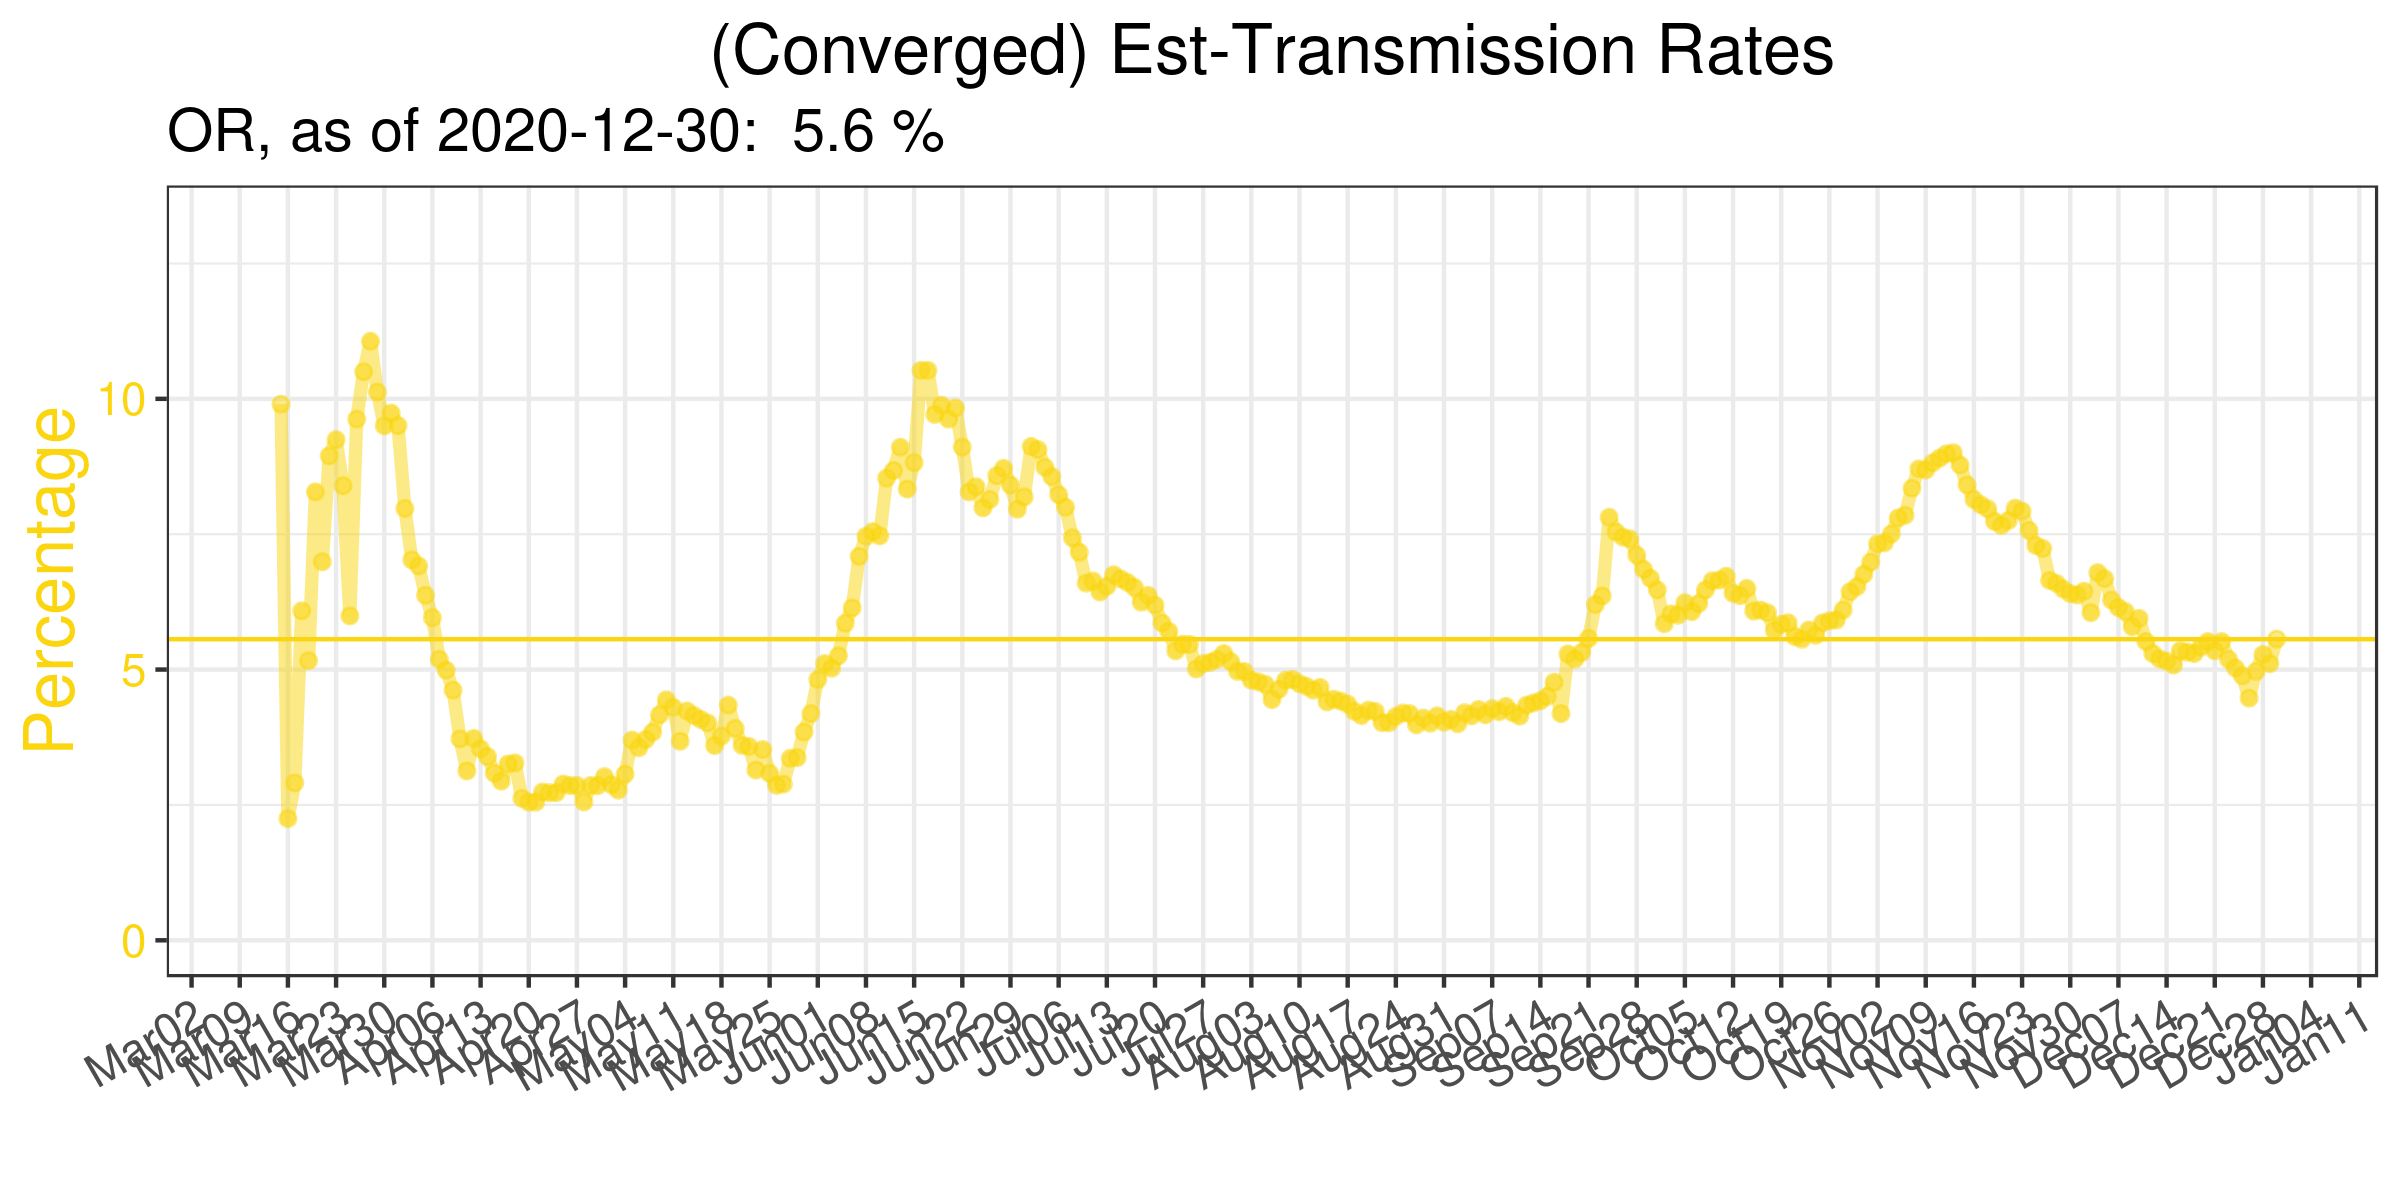 (Converged) Est-Transmission Rates
OR, as of 2020-12-30:  5.6 %
Percentage
10
5
0
Mar02
Mar09
Mar16
Mar23
Mar30
Apr06
Apr13
Apr20
Apr27
May04
May11
May18
May25
Jun01
Jun08
Jun15
Jun22
Jun29
Jul06
Jul13
Jul20
Jul27
Aug03
Aug10
Aug17
Aug24
Aug31
Sep07
Sep14
Sep21
Sep28
Oct05
Oct12
Oct19
Oct26
Nov02
Nov09
Nov16
Nov23
Nov30
Dec07
Dec14
Dec21
Dec28
Jan04
Jan11